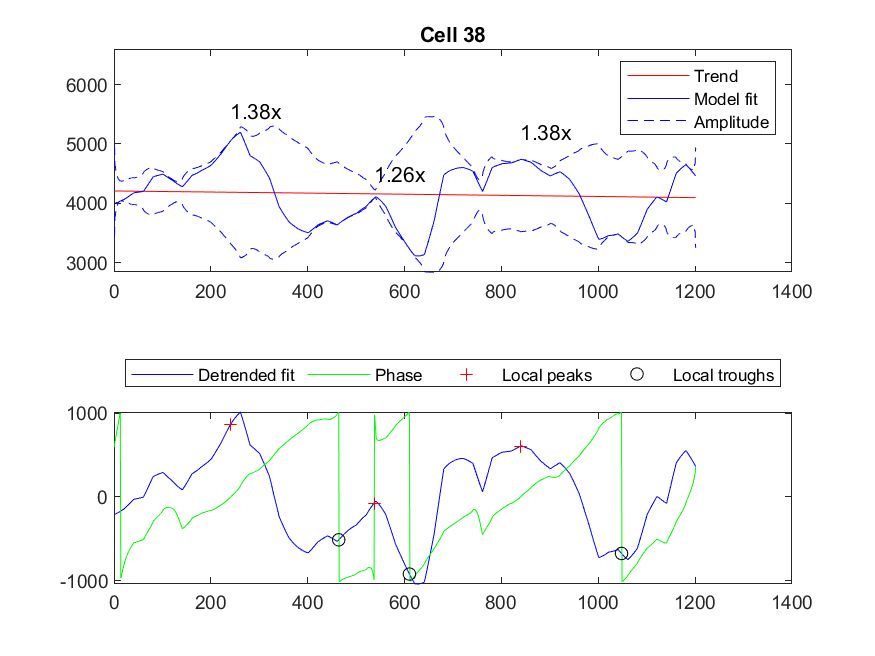 Cell 38
6000
5000
4000
3000
1.38x
1.26x
1.38x
Trend
Model fit
Amplitude
0 200 400 600 800 1000 1200 1400
Detrended fit Phase Local peaks Local troughs
1000
0
-1000
0 200 400 600 800 1000 1200 1400